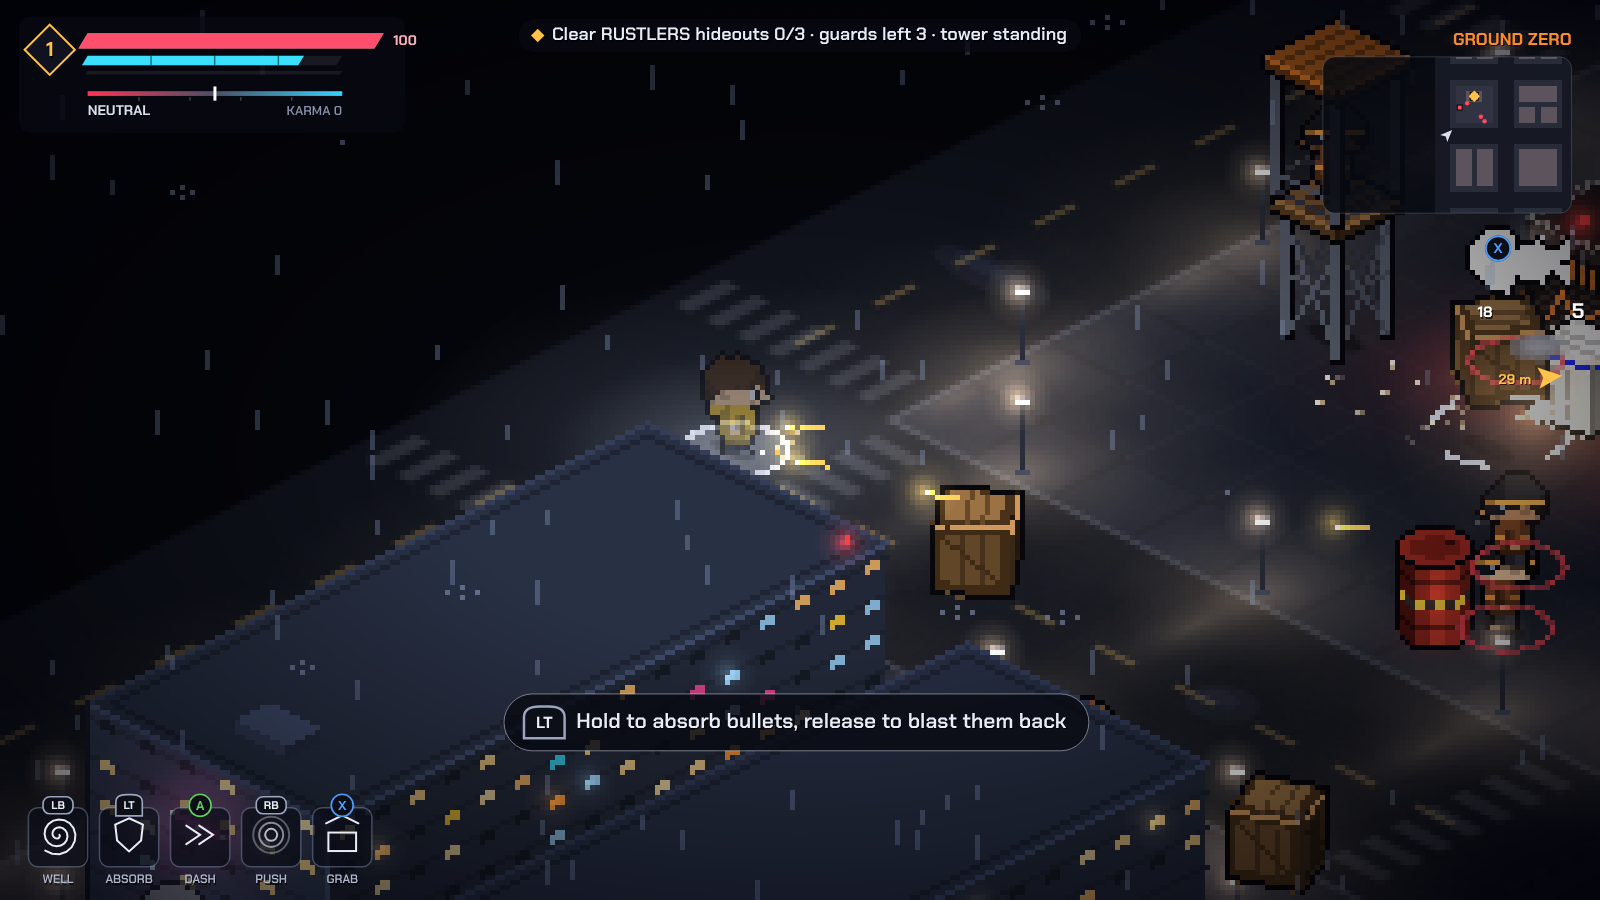 1
100
NEUTRAL
KARMA 0
Clear RUSTLERS hideouts 0/3 · guards left 3 · tower standing
GROUND ZERO
X
18
5
29 m
LT Hold to absorb bullets, release to blast them back
LB
LT
A
RB
X
WELL
ABSORB
DASH
PUSH
GRAB